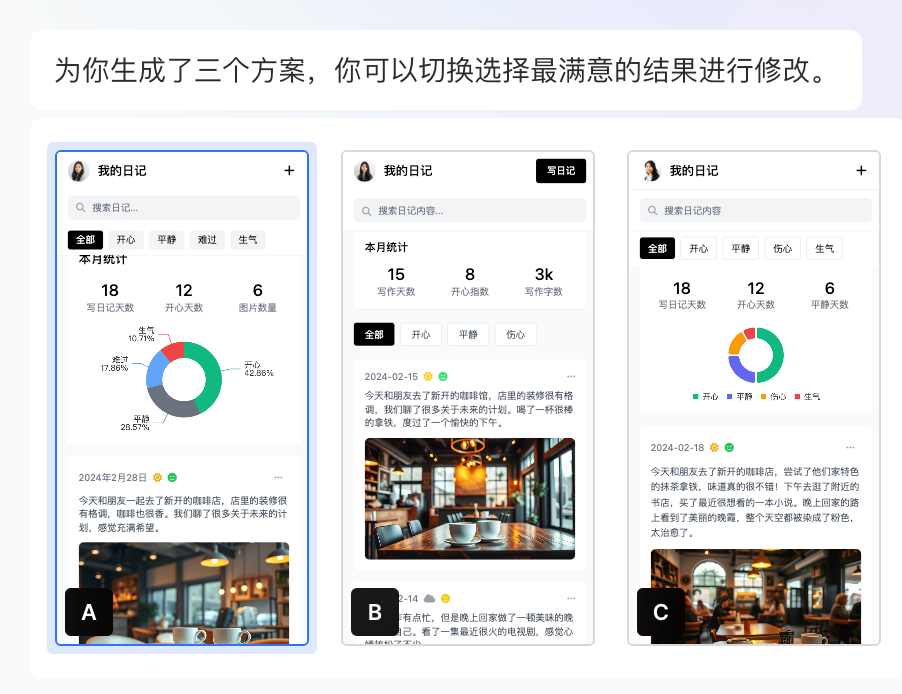 为你生成了三个方案，你可以切换选择最满意的结果进行修改。
我的日记
搜索日记...
全部 开心 平静 难过 生气
本月统计
18 12 6
写日记天数 开心天数 图片数量
生气
10.71%
难过
17.86%
开心
42.86%
平静
28.57%
2024年2月28日
今天和朋友一起去了新开的咖啡店，店里的装修很
有格调，咖啡也很香。我们聊了很多关于未来的计
划，感觉充满希望。
A
我的日记 写日记
搜索日记内容...
本月统计
15 8 3k
写作天数 开心指数 写作字数
全部 开心 平静 伤心
2024-02-15
今天和朋友去了新开的咖啡馆，店里的装修很有格
调，我们聊了很多关于未来的计划。喝了一杯很棒
的拿铁，度过了一个愉快的下午。
2-14
有点忙，但是晚上回家做了一顿美味的晚
自己。看了一集最近很火的电视剧，感觉心
B
我的日记
搜索日记内容
全部 开心 平静 伤心 生气
18 12 6
写日记天数 开心天数 平静天数
开心 平静 伤心 生气
2024-02-18
今天和朋友去了新开的咖啡店，尝试了他们家特色
的抹茶拿铁，味道真的很不错！下午去逛了附近的
书店，买了最近很想看的一本小说。晚上回家的路
上看到了美丽的晚霞，整个天空都被染成了粉色，
太治愈了。
C